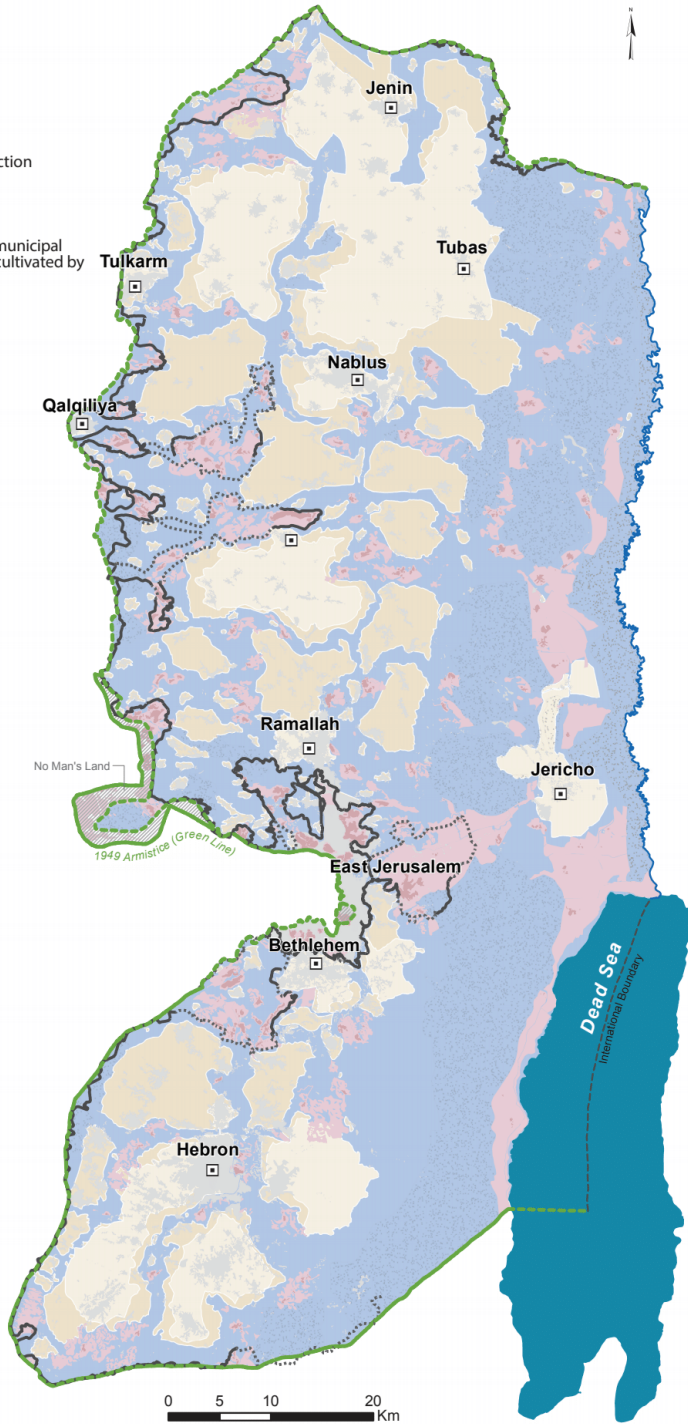 N
Jenin
ction
municipal
cultivated by
Tulkarm
Tubas
Nablus
Qalqiliya
Ramallah
No Man's Land
Jericho
1949 Armistice (Green Line)
East Jerusalem
Bethlehem
Dead Sea
International Boundary
Hebron
0 5 10 20
Km